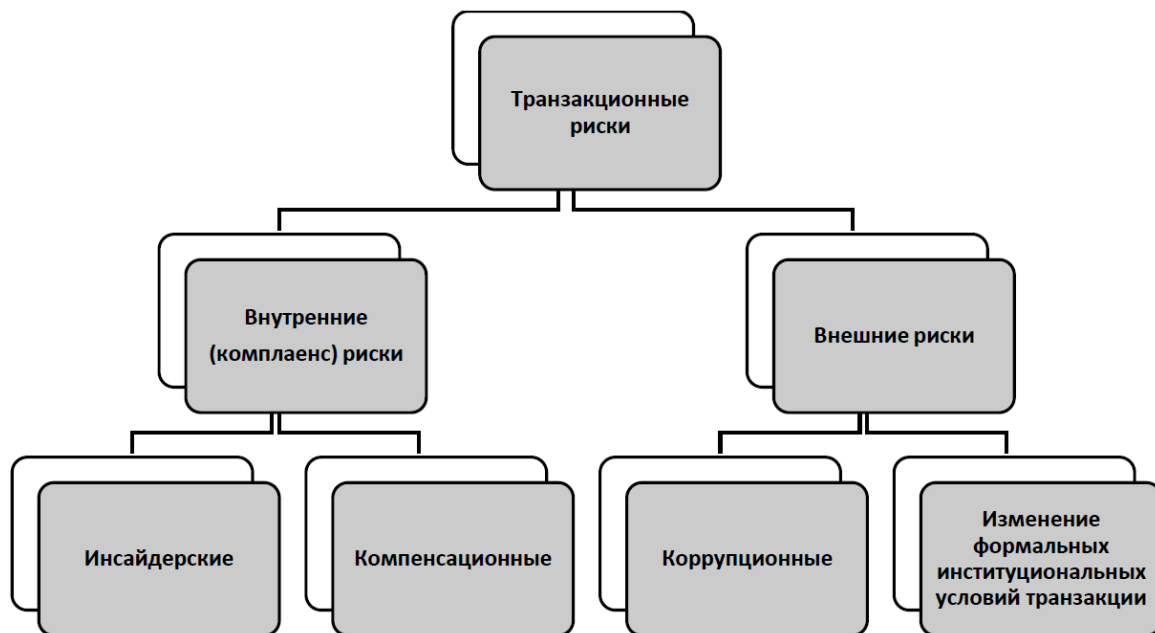 Транзакционные
риски
Внутренние
(комплаенс) риски
Внешние риски
Инсайдерские
Компенсационные
Коррупционные
Изменение
формальных
институциональных
условий транзакции